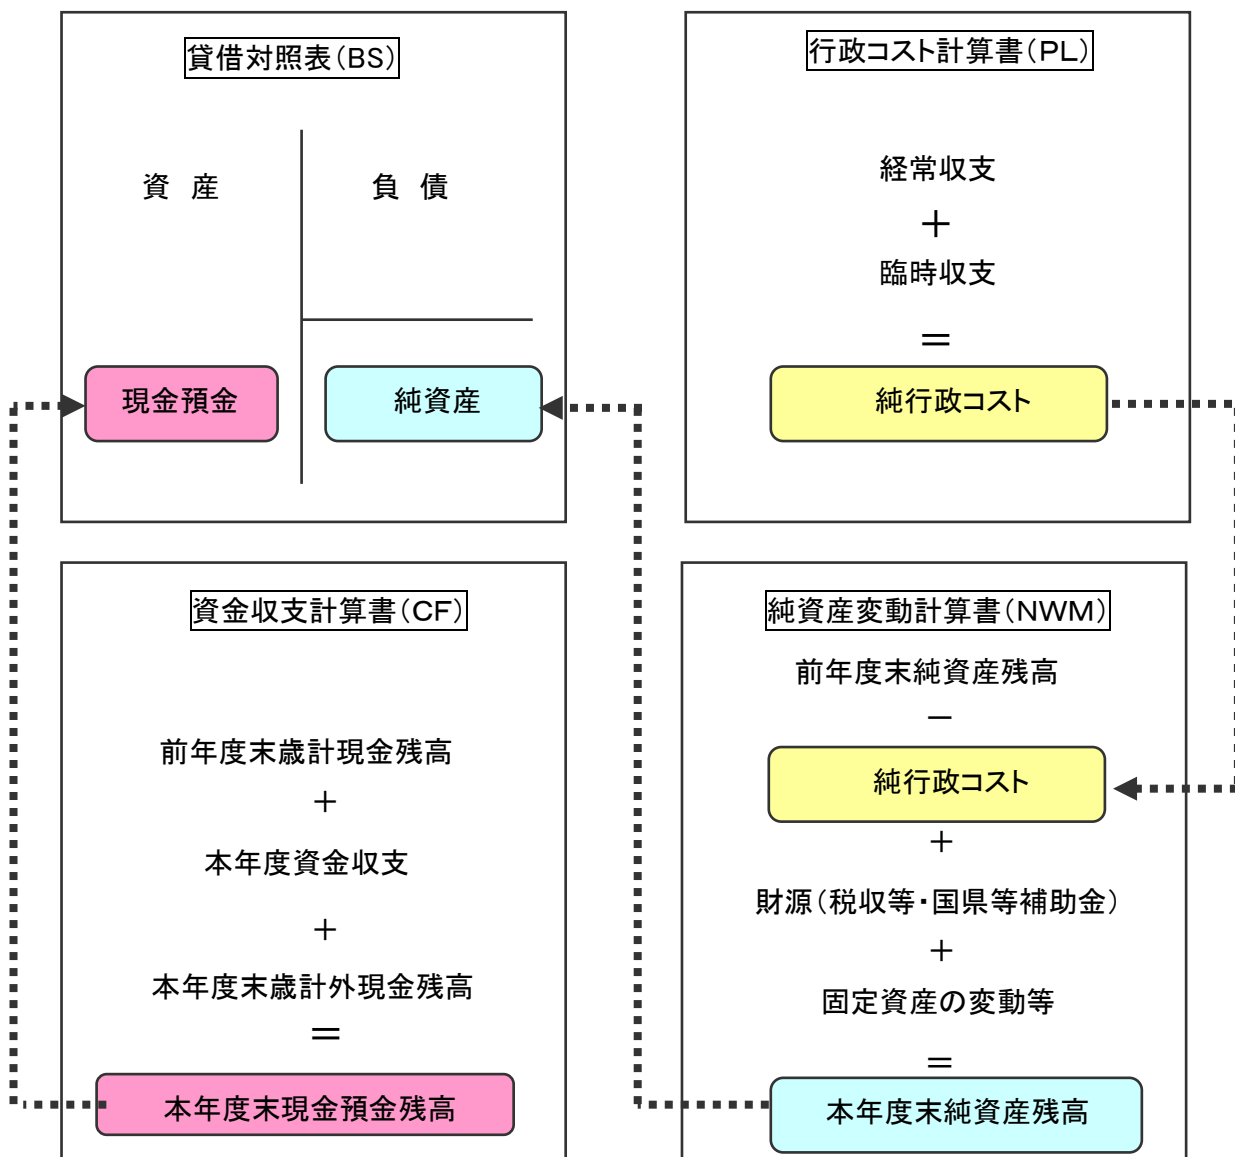 貸借対照表(BS)
資 産
負 債
現金預金
純資産
行政コスト計算書(PL)
経常収支
＋
臨時収支
＝
純行政コスト
資金収支計算書(CF)
前年度末歳計現金残高
＋
本年度資金収支
＋
本年度末歳計外現金残高
＝
本年度末現金預金残高
純資産変動計算書(NWM)
前年度末純資産残高
－
純行政コスト
＋
財源(税収等・国県等補助金)
＋
固定資産の変動等
＝
本年度末純資産残高